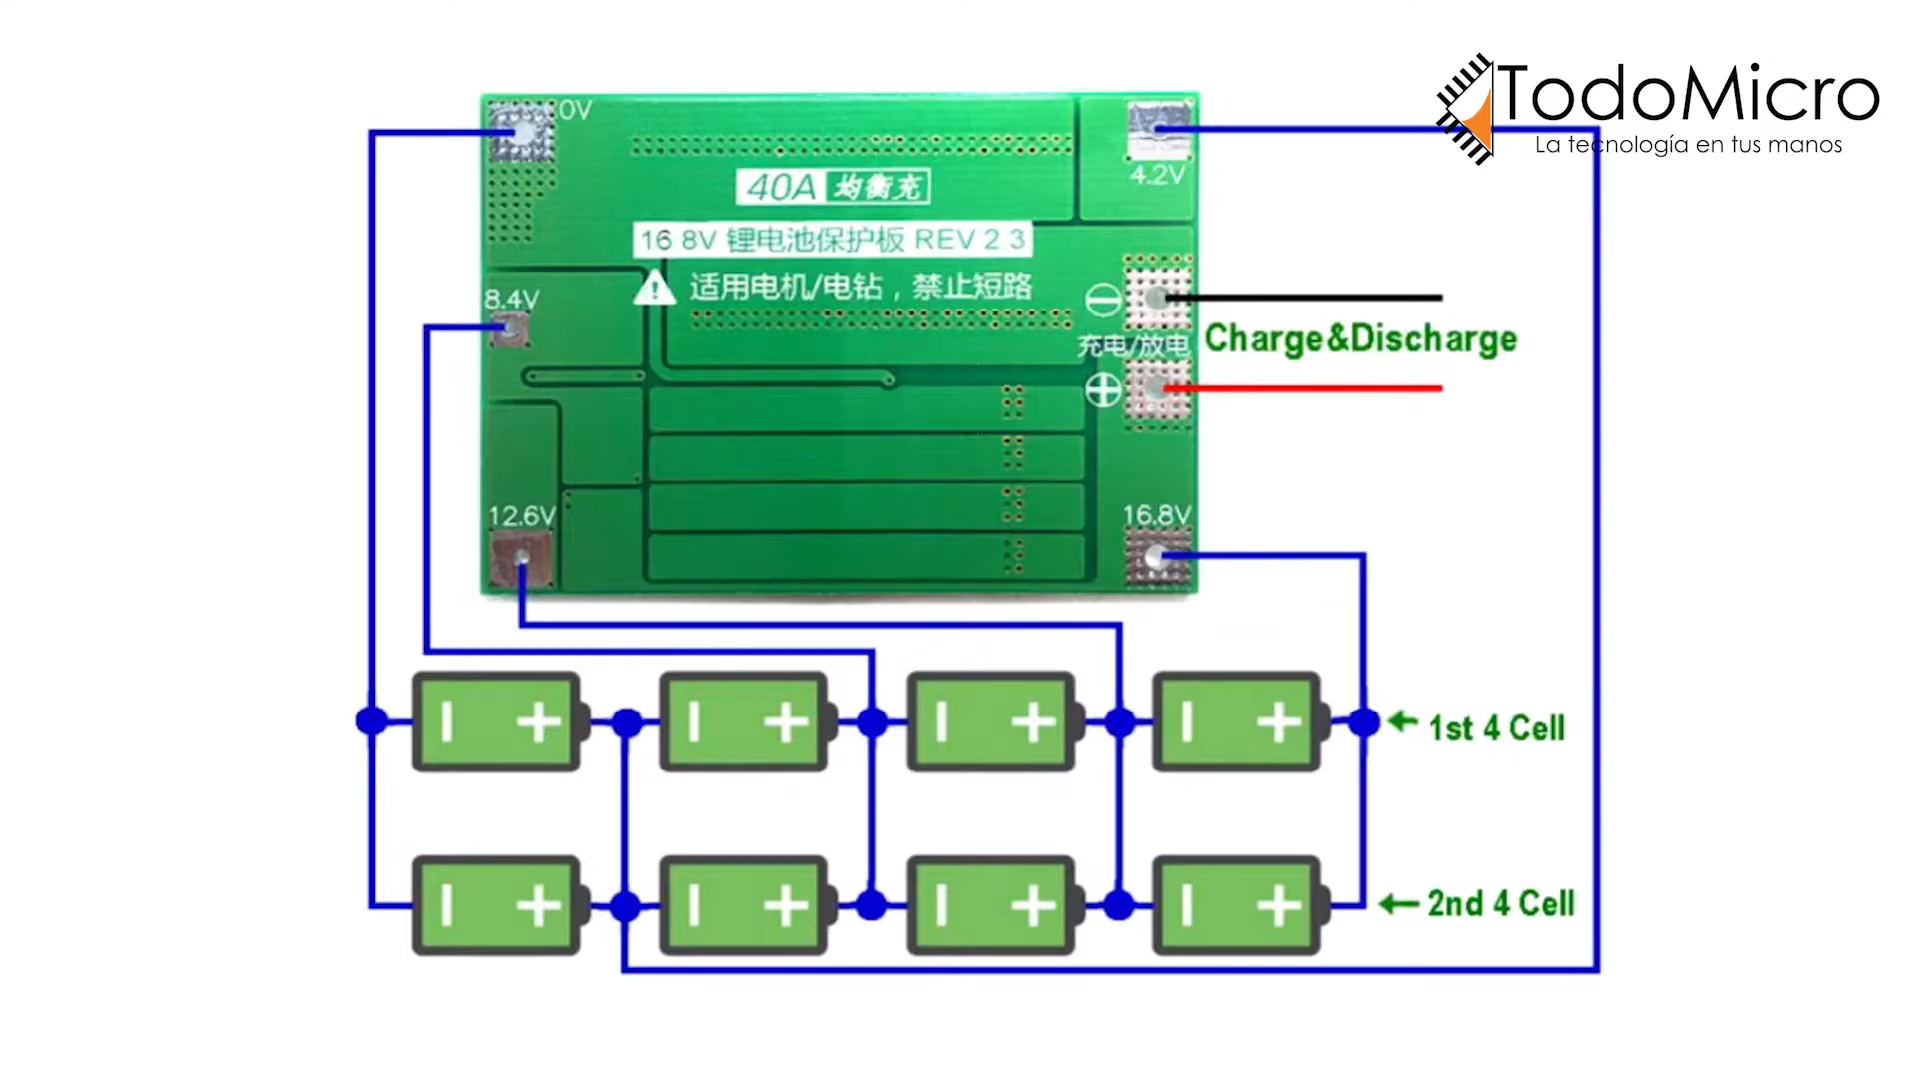 TodoMicro
La tecnología en tus manos
0V
4.2V
40A 均衡充
16 8V 锂电池保护板 REV 2 3
适用电机/电钻，禁止短路
8.4V
充电/放电
Charge&Discharge
12.6V
16.8V
1st 4 Cell
2nd 4 Cell